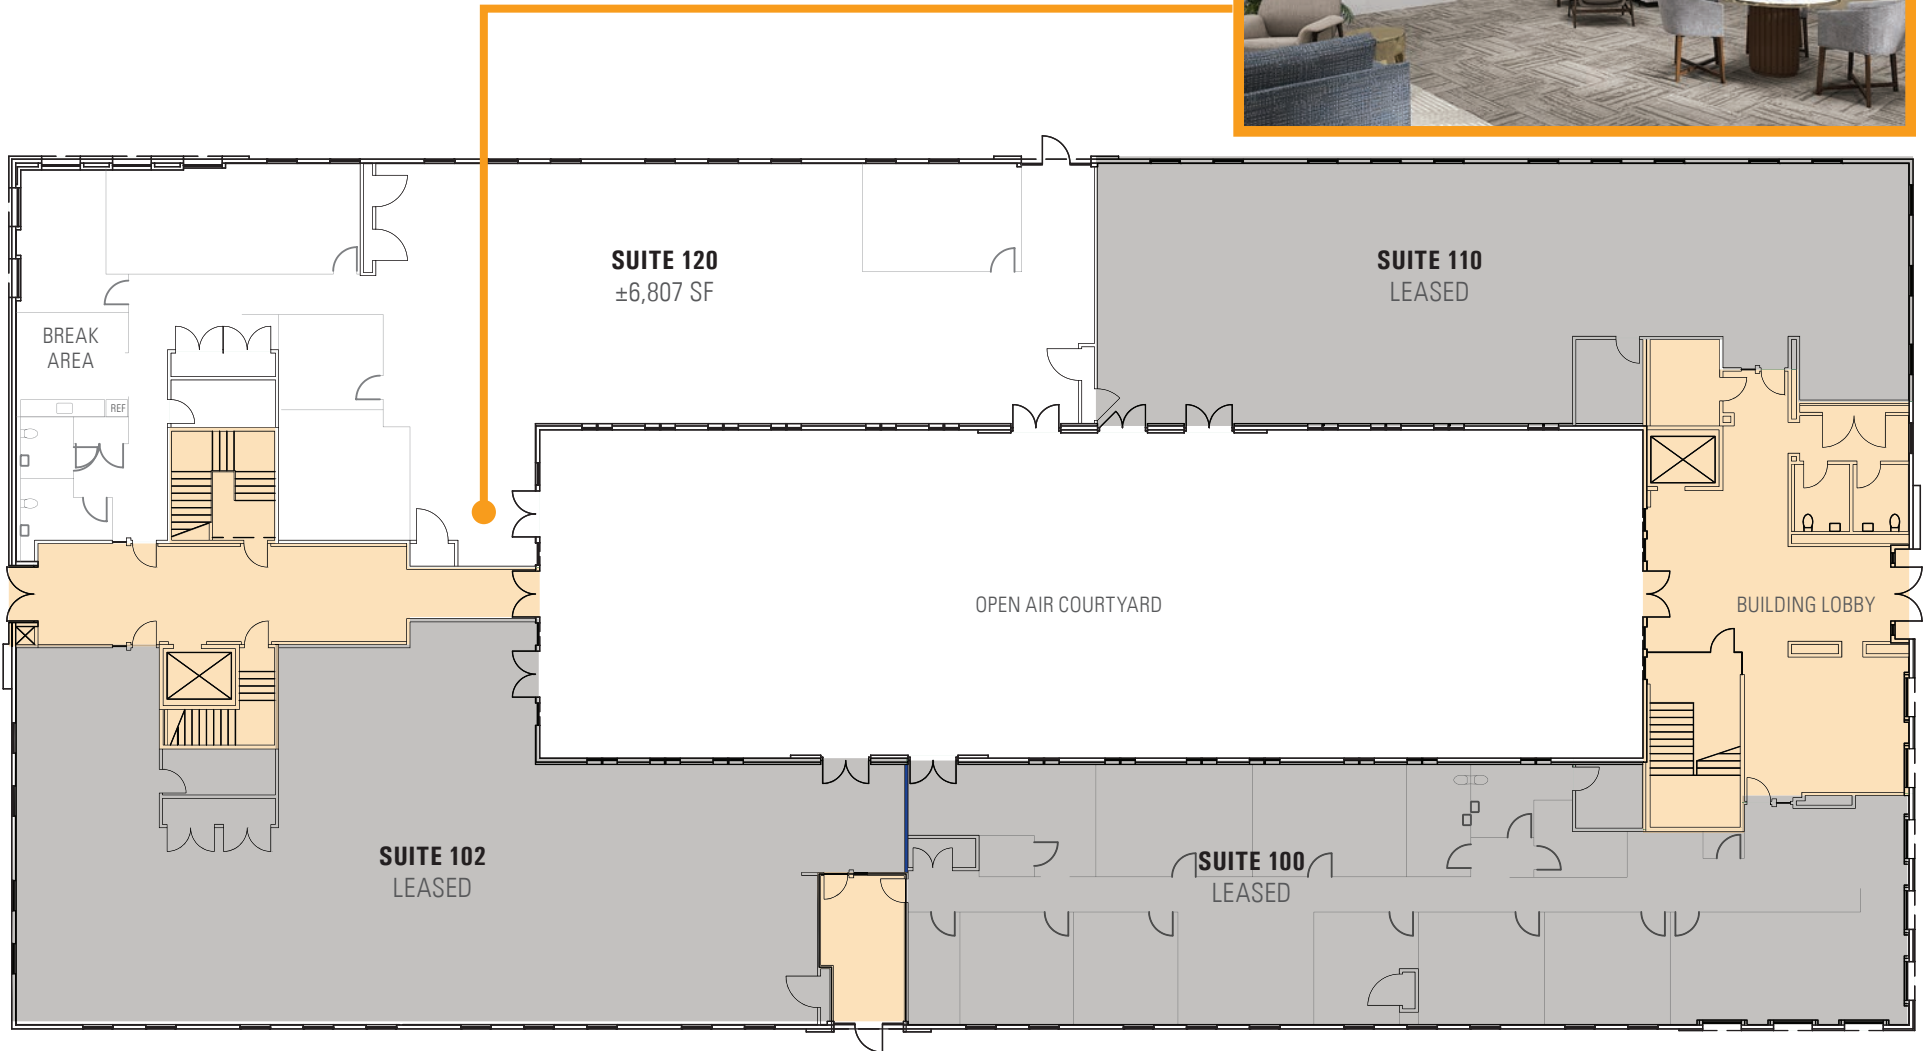 SUITE 120
±6,807 SF
SUITE 110
LEASED
BREAK
AREA
REF
OPEN AIR COURTYARD
BUILDING LOBBY
SUITE 102
LEASED
SUITE 100
LEASED